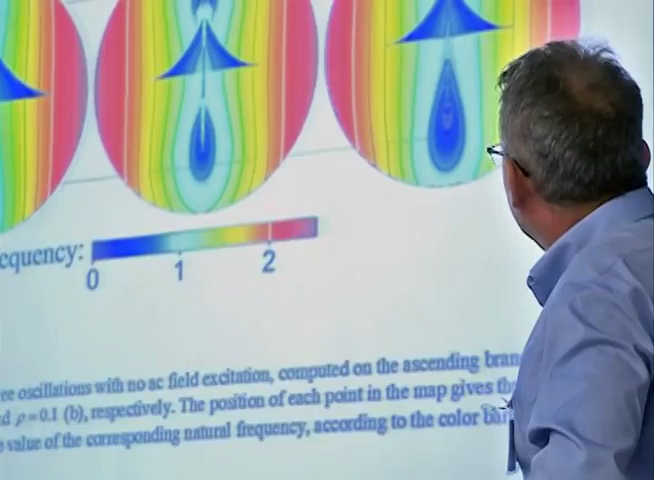 equency:
0 1 2
ee oscillations with no ac field excitation, computed on the ascending bran
nd ρ=0.1 (b), respectively. The position of each point in the map gives th
value of the corresponding natural frequency, according to the color bar